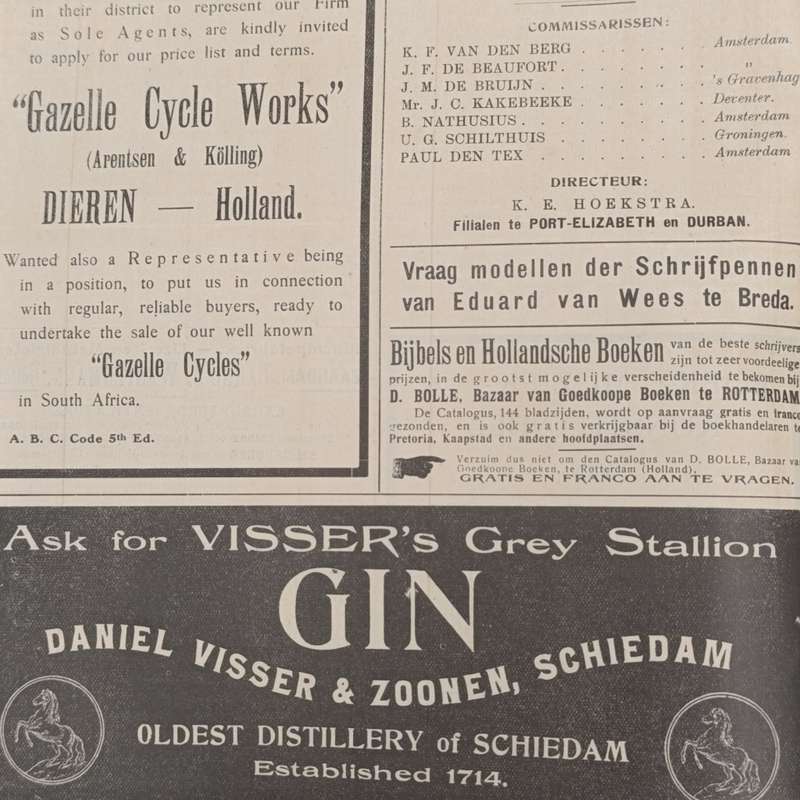 in their district to represent our Firm
as Sole Agents, are kindly invited
to apply for our price list and terms.
"Gazelle Cycle Works"
(Arentsen & Kölling)
DIEREN — Holland.
Wanted also a Representative being
in a position, to put us in connection
with regular, reliable buyers, ready to
undertake the sale of our well known
"Gazelle Cycles"
in South Africa.
A. B. C. Code 5th Ed.
COMMISSARISSEN:
K. F. VAN DEN BERG . . . . . . Amsterdam.
J. F. DE BEAUFORT . . . . . . . "
J. M. DE BRUIJN . . . . . . . 's Gravenhag
Mr. J. C. KAKEBEEKE . . . . . . Deventer.
B. NATHUSIUS . . . . . . . . Amsterdam
U. G. SCHILTHUIS . . . . . . . Groningen.
PAUL DEN TEX . . . . . . . Amsterdam
DIRECTEUR:
K. E. HOEKSTRA.
Filialen te PORT-ELIZABETH en DURBAN.
Vraag modellen der Schrijfpennen
van Eduard van Wees te Breda.
Bijbels en Hollandsche Boeken van de beste schrijvers
zijn tot zeer voordeelige
prijzen, in de grootst mogelijke verscheidenheid te bekomen bij
D. BOLLE, Bazaar van Goedkoope Boeken te ROTTERDAM
De Catalogus, 144 bladzijden, wordt op aanvraag gratis en franco
gezonden, en is ook gratis verkrijgbaar bij de boekhandelaren te
Pretoria, Kaapstad en andere hoofdplaatsen.
Verzuim dus niet om den Catalogus van D. BOLLE, Bazaar va
Goedkoope Boeken, te Rotterdam (Holland),
GRATIS EN FRANCO AAN TE VRAGEN.
Ask for VISSER's Grey Stallion
GIN
DANIEL VISSER & ZOONEN, SCHIEDAM
OLDEST DISTILLERY of SCHIEDAM
Established 1714.